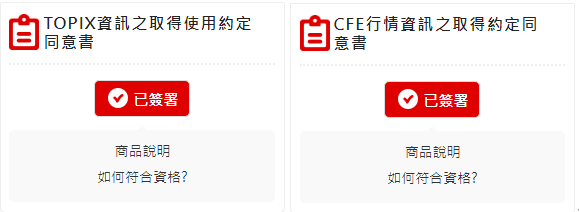 TOPIX資訊之取得使用約定
同意書
已簽署
商品說明
如何符合資格?
CFE行情資訊之取得約定同
意書
已簽署
商品說明
如何符合資格?